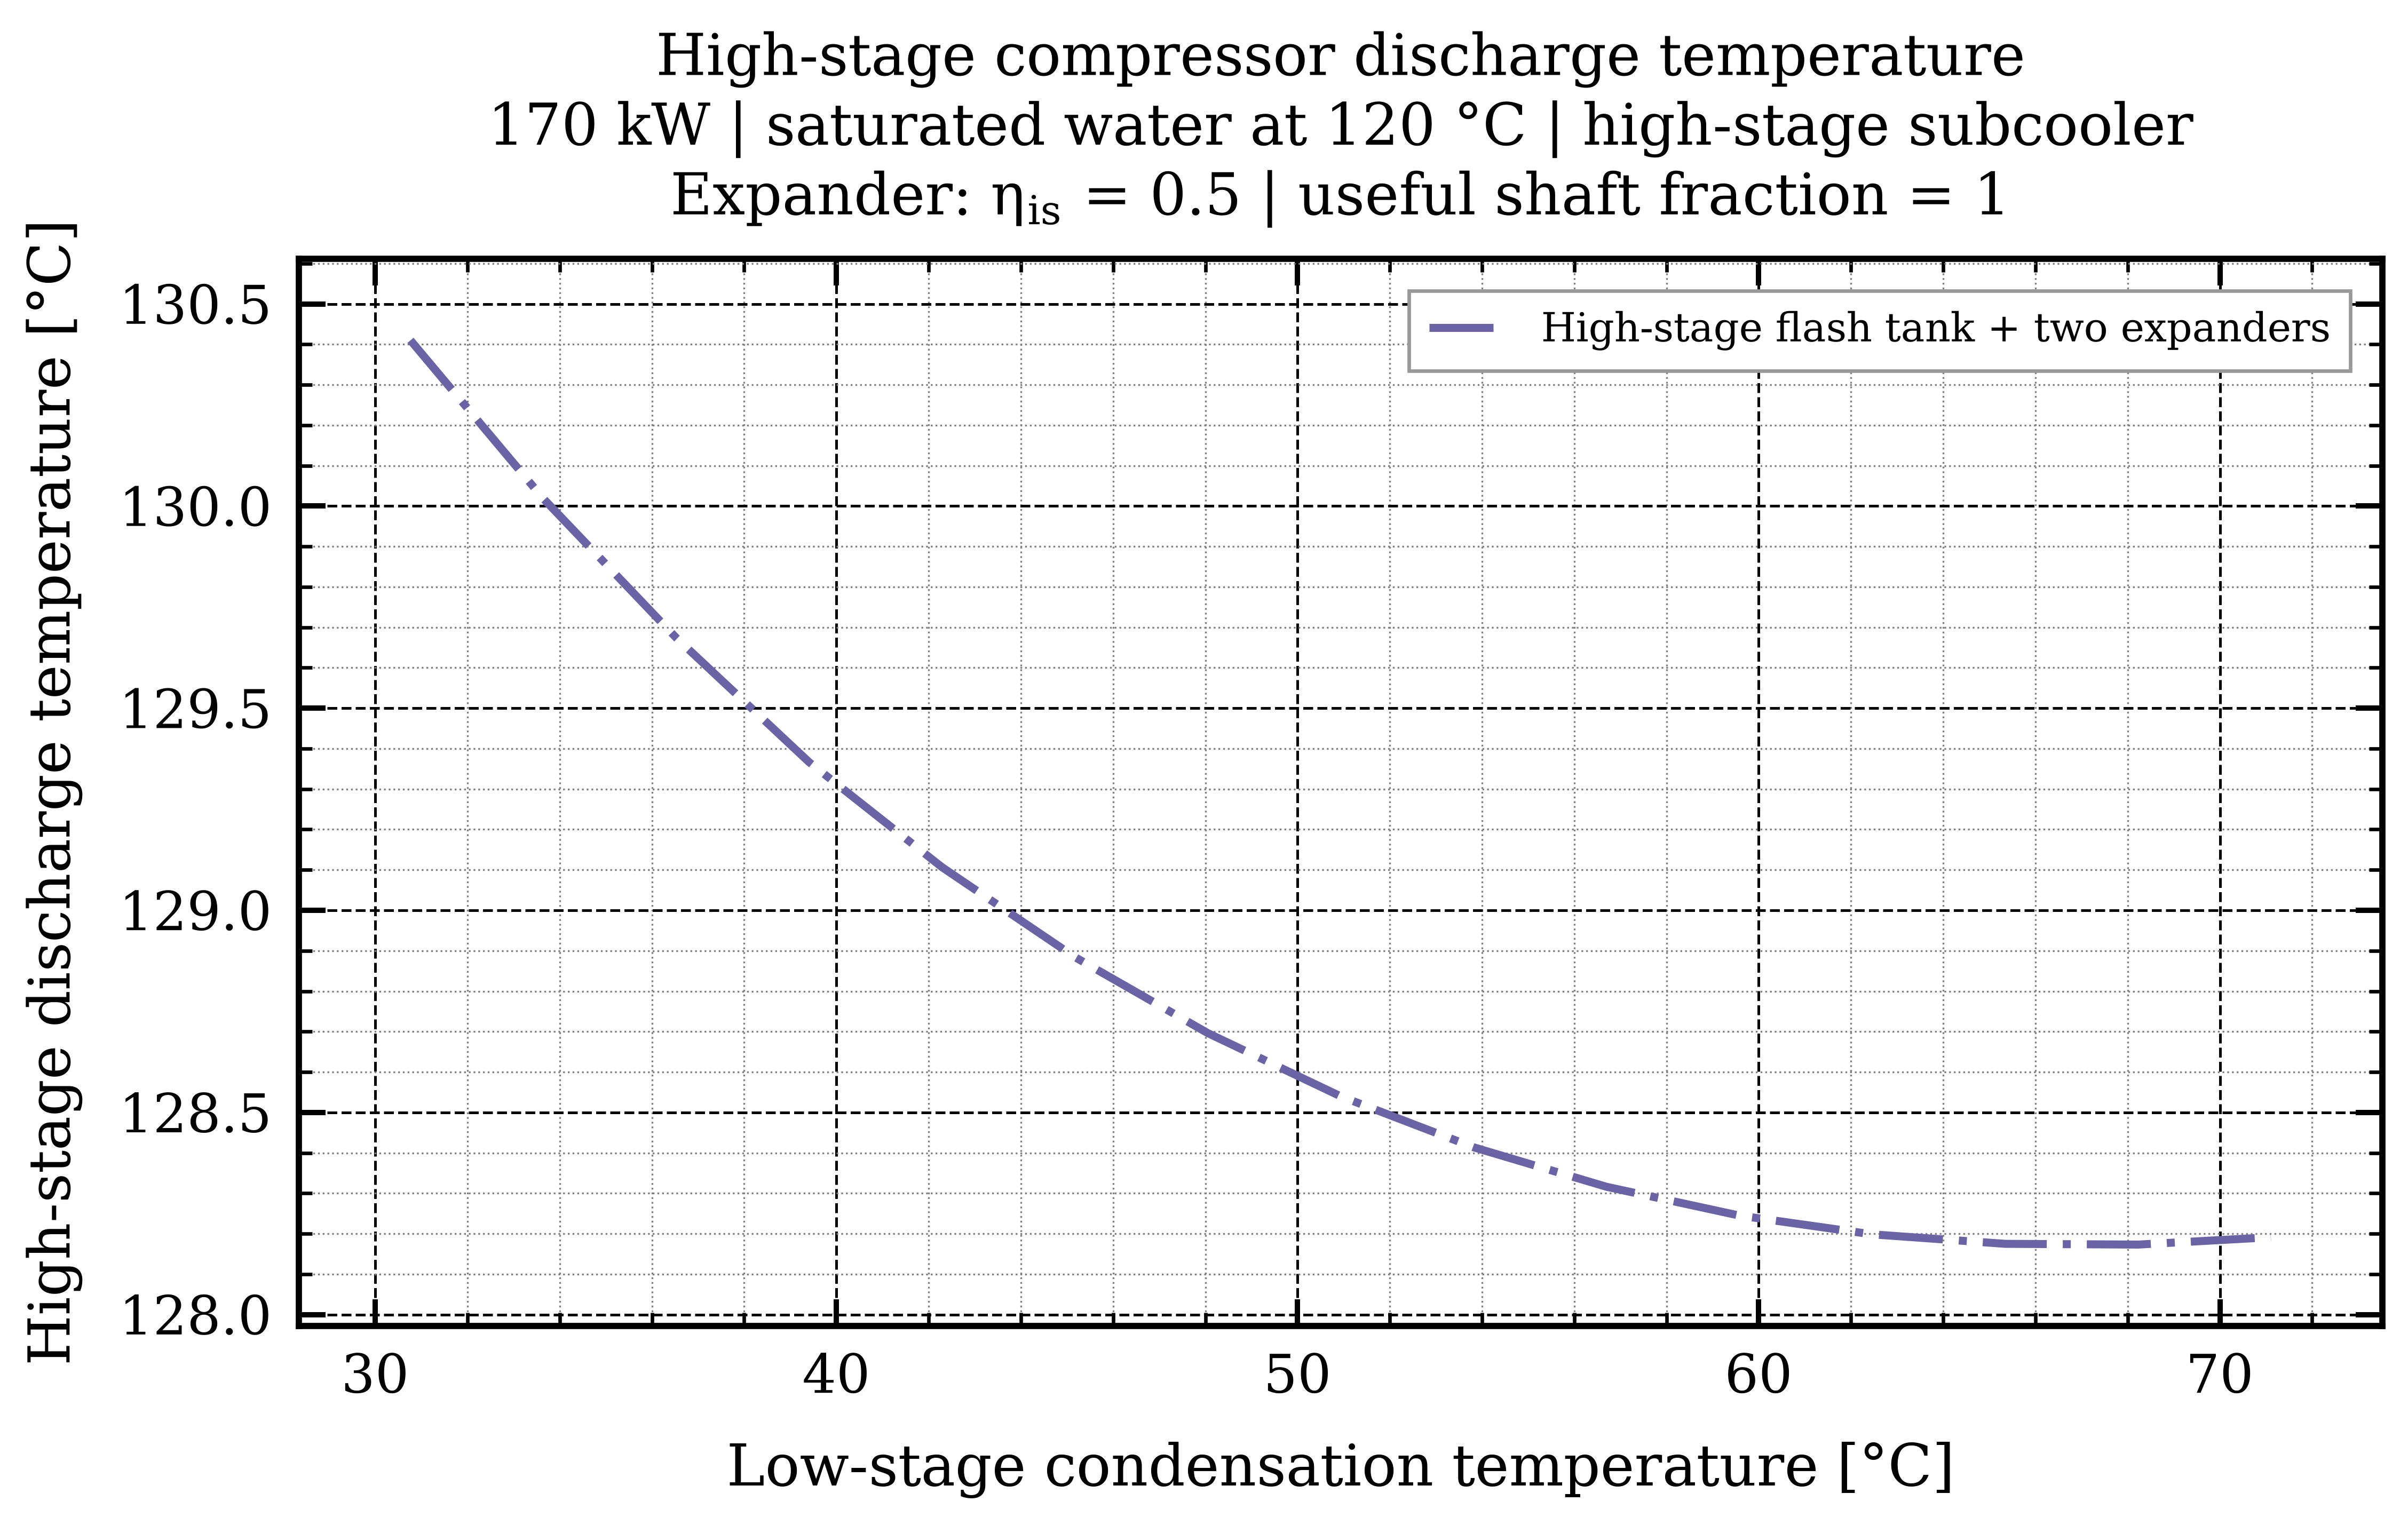 High-stage compressor discharge temperature
170 kW | saturated water at 120 °C | high-stage subcooler
Expander: ηis = 0.5 | useful shaft fraction = 1
High-stage discharge temperature [°C]
130.5
130.0
129.5
129.0
128.5
128.0
High-stage flash tank + two expanders
30 40 50 60 70
Low-stage condensation temperature [°C]